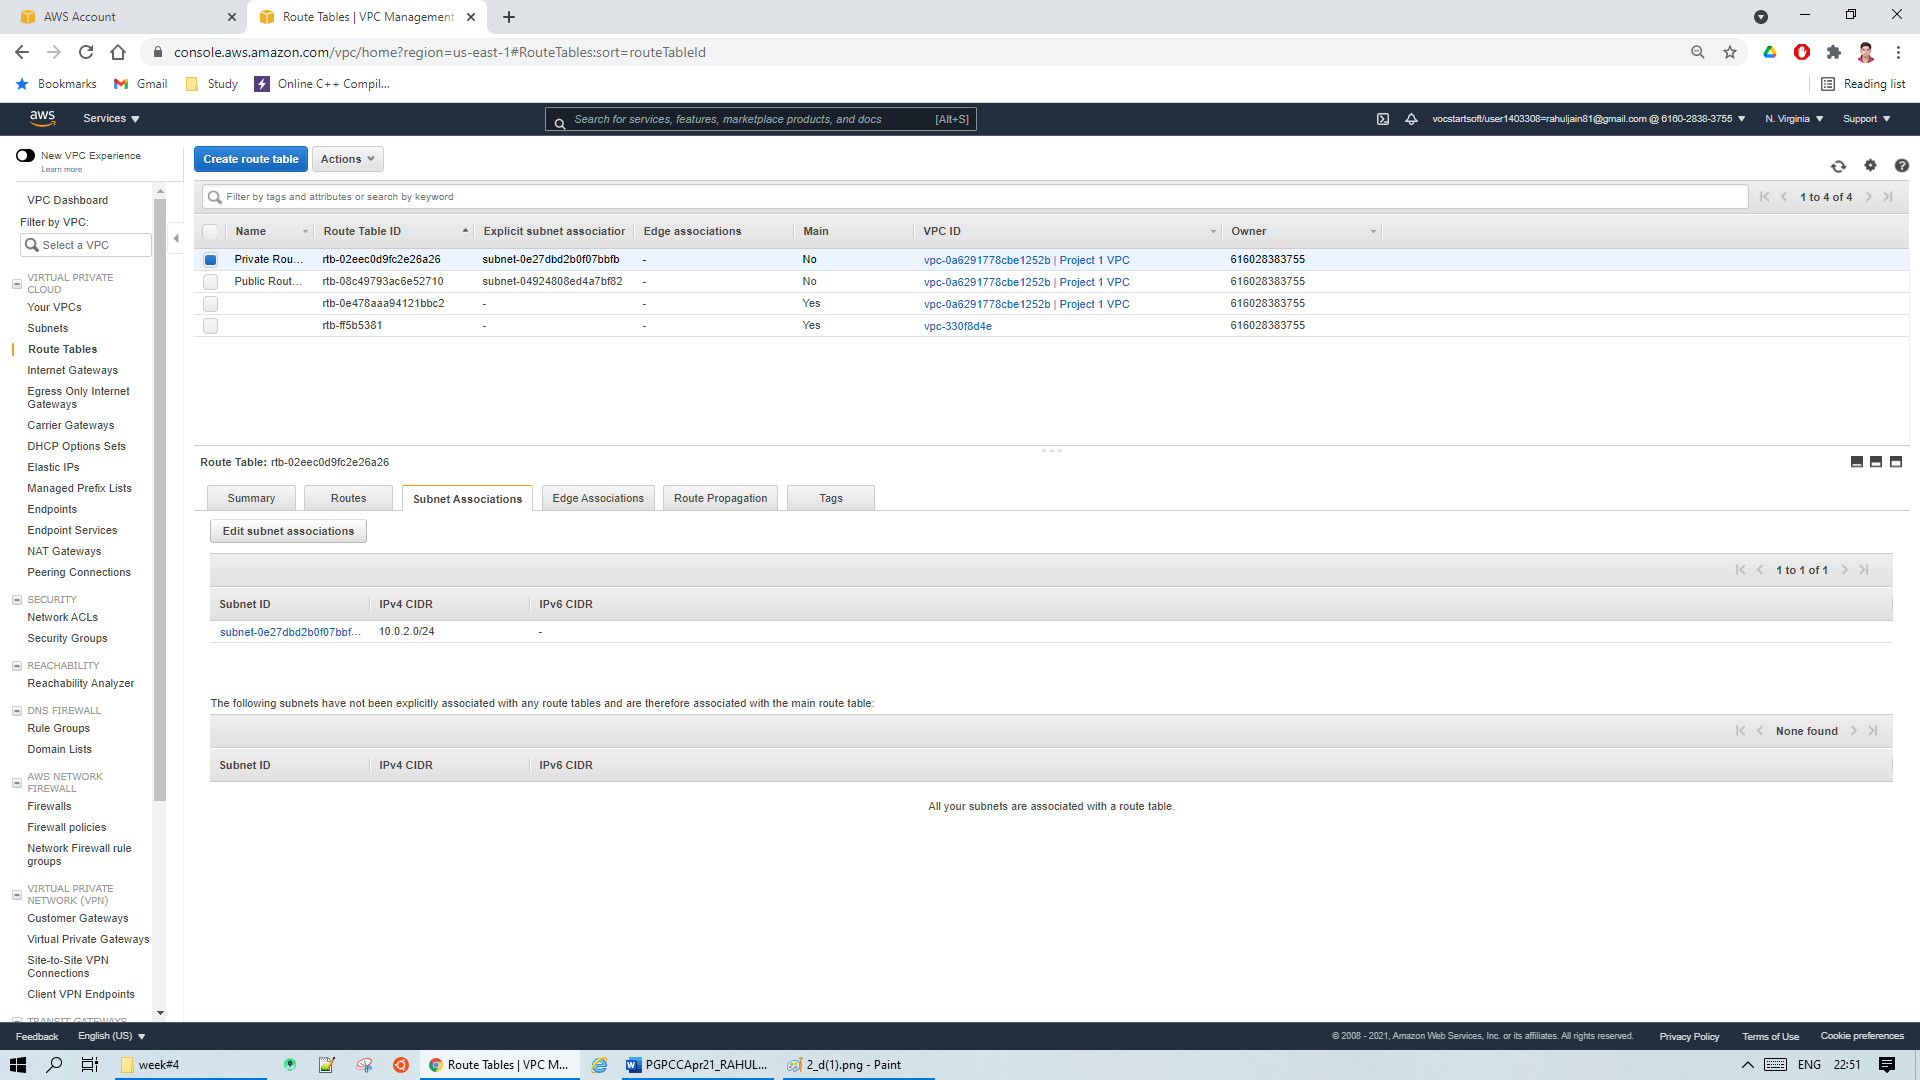 AWS Account
Route Tables | VPC Management
console.aws.amazon.com/vpc/home?region=us-east-1#RouteTables:sort=routeTableId
Bookmarks Gmail Study Online C++ Compil...
Reading list
aws Services Search for services, features, marketplace products, and docs [Alt+S] vocstartsoft/user1403308=rahuljain81@gmail.com @ 6160-2838-3755 N. Virginia Support
New VPC Experience
Learn more
VPC Dashboard
Filter by VPC:
Select a VPC
VIRTUAL PRIVATE
CLOUD
Your VPCs
Subnets
Route Tables
Internet Gateways
Egress Only Internet
Gateways
Carrier Gateways
DHCP Options Sets
Elastic IPs
Managed Prefix Lists
Endpoints
Endpoint Services
NAT Gateways
Peering Connections
SECURITY
Network ACLs
Security Groups
REACHABILITY
Reachability Analyzer
DNS FIREWALL
Rule Groups
Domain Lists
AWS NETWORK
FIREWALL
Firewalls
Firewall policies
Network Firewall rule
groups
VIRTUAL PRIVATE
NETWORK (VPN)
Customer Gateways
Virtual Private Gateways
Site-to-Site VPN
Connections
Client VPN Endpoints
TRANSIT GATEWAYS
Create route table Actions
Filter by tags and attributes or search by keyword
1 to 4 of 4
Name Route Table ID Explicit subnet association Edge associations Main VPC ID Owner
Private Rou... rtb-02eec0d9fc2e26a26 subnet-0e27dbd2b0f07bbfb - No vpc-0a6291778cbe1252b | Project 1 VPC 616028383755
Public Rout... rtb-08c49793ac6e52710 subnet-04924808ed4a7bf82 - No vpc-0a6291778cbe1252b | Project 1 VPC 616028383755
rtb-0e478aaa94121bbc2 - - Yes vpc-0a6291778cbe1252b | Project 1 VPC 616028383755
rtb-ff5b5381 - - Yes vpc-330f8d4e 616028383755
Route Table: rtb-02eec0d9fc2e26a26
Summary Routes Subnet Associations Edge Associations Route Propagation Tags
Edit subnet associations
1 to 1 of 1
Subnet ID IPv4 CIDR IPv6 CIDR
subnet-0e27dbd2b0f07bbf... 10.0.2.0/24 -
The following subnets have not been explicitly associated with any route tables and are therefore associated with the main route table:
None found
Subnet ID IPv4 CIDR IPv6 CIDR
All your subnets are associated with a route table.
Feedback English (US) © 2008 - 2021, Amazon Web Services, Inc. or its affiliates. All rights reserved. Privacy Policy Terms of Use Cookie preferences
week#4 Route Tables | VPC M... PGPCCApr21_RAHUL... 2_d(1).png - Paint ENG 22:51